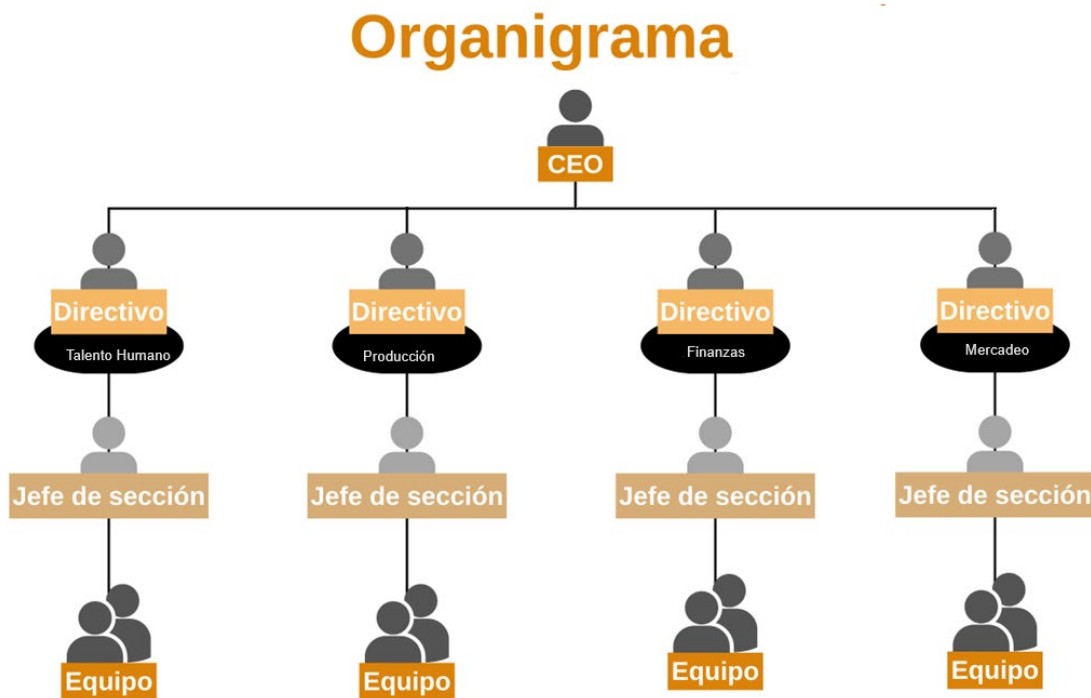 Organigrama
CEO
Directivo
Directivo
Directivo
Directivo
Talento Humano
Producción
Finanzas
Mercadeo
Jefe de sección
Jefe de sección
Jefe de sección
Jefe de sección
Equipo
Equipo
Equipo
Equipo